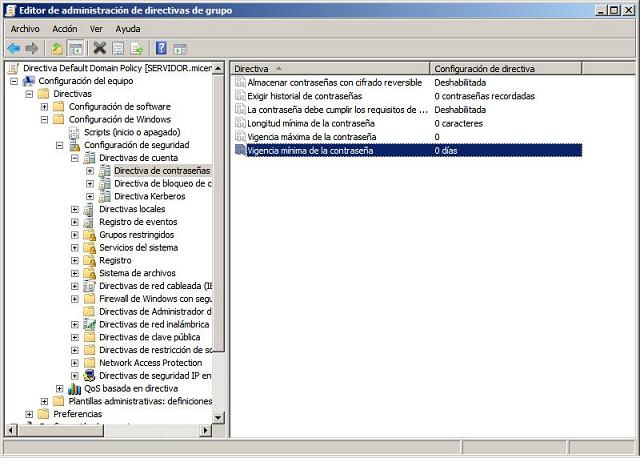 Editor de administración de directivas de grupo
Archivo Acción Ver Ayuda
Directiva Default Domain Policy [SERVIDOR.micen
Configuración del equipo
Directivas
Configuración de software
Configuración de Windows
Scripts (inicio o apagado)
Configuración de seguridad
Directivas de cuenta
Directiva de contraseñas
Directiva de bloqueo de c
Directiva Kerberos
Directivas locales
Registro de eventos
Grupos restringidos
Servicios del sistema
Registro
Sistema de archivos
Directivas de red cableada (IE
Firewall de Windows con segu
Directivas de Administrador d
Directivas de red inalámbrica
Directivas de clave pública
Directivas de restricción de so
Network Access Protection
Directivas de seguridad IP en
QoS basada en directiva
Plantillas administrativas: definiciones
Preferencias
Directiva Configuración de directiva
Almacenar contraseñas con cifrado reversible Deshabilitada
Exigir historial de contraseñas 0 contraseñas recordadas
La contraseña debe cumplir los requisitos de ... Deshabilitada
Longitud mínima de la contraseña 0 caracteres
Vigencia máxima de la contraseña 0
Vigencia mínima de la contraseña 0 días